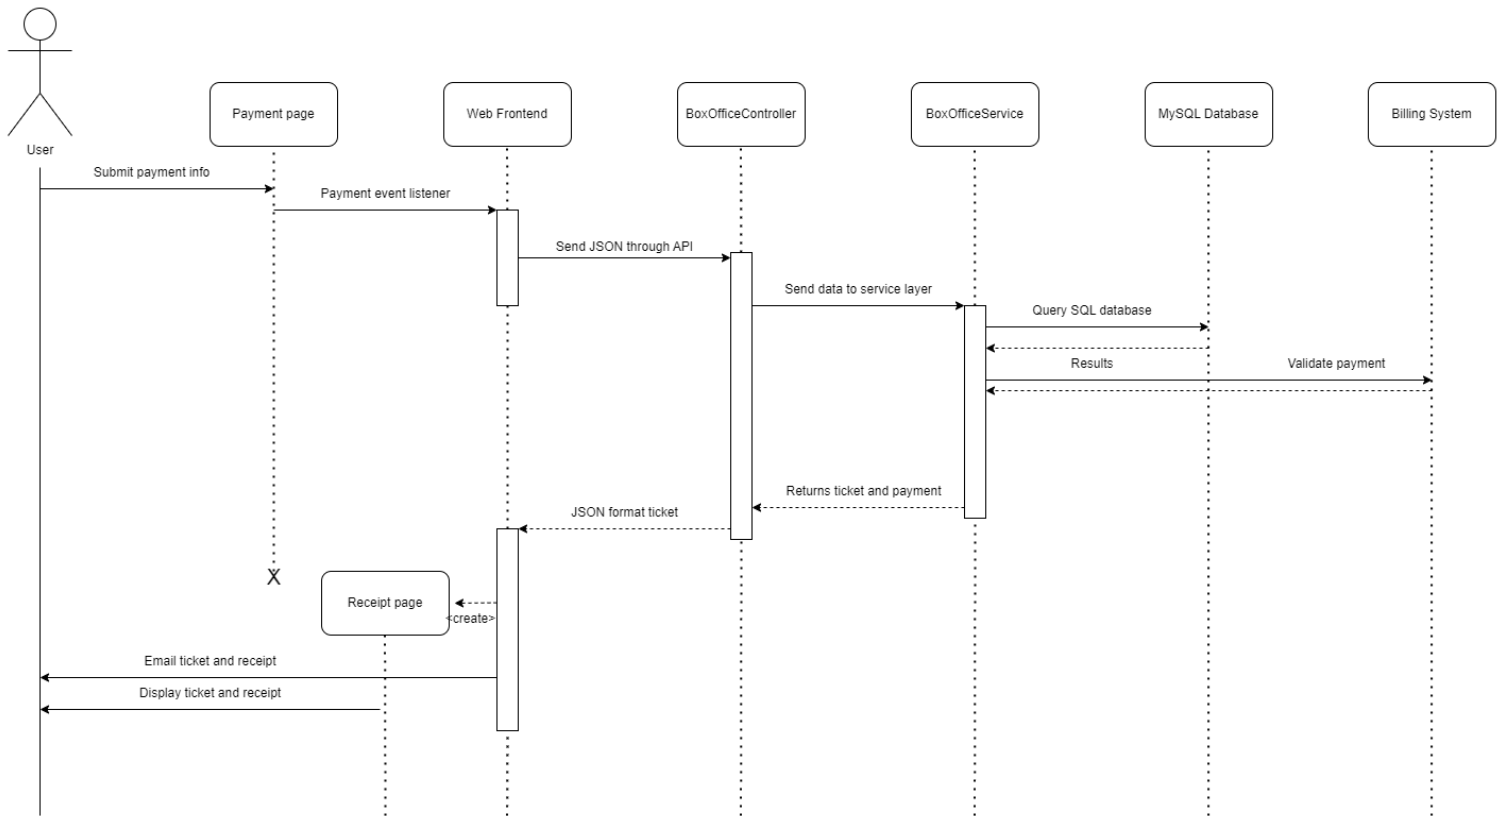 Payment page
Web Frontend
BoxOfficeController
BoxOfficeService
MySQL Database
Billing System
User
Submit payment info
Payment event listener
Send JSON through API
Send data to service layer
Query SQL database
Results
Validate payment
Returns ticket and payment
JSON format ticket
X
Receipt page
<create>
Email ticket and receipt
Display ticket and receipt